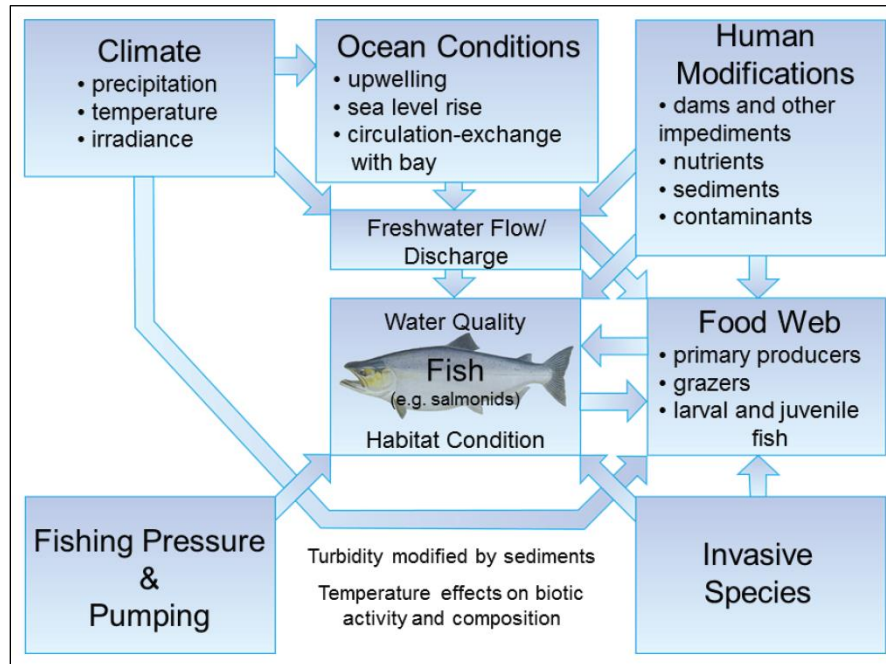 Climate
• precipitation
• temperature
• irradiance
Ocean Conditions
• upwelling
• sea level rise
• circulation-exchange
with bay
Human
Modifications
• dams and other
impediments
• nutrients
• sediments
• contaminants
Freshwater Flow/
Discharge
Water Quality
Fish
(e.g. salmonids)
Habitat Condition
Food Web
• primary producers
• grazers
• larval and juvenile
fish
Fishing Pressure
&
Pumping
Turbidity modified by sediments
Temperature effects on biotic
activity and composition
Invasive
Species